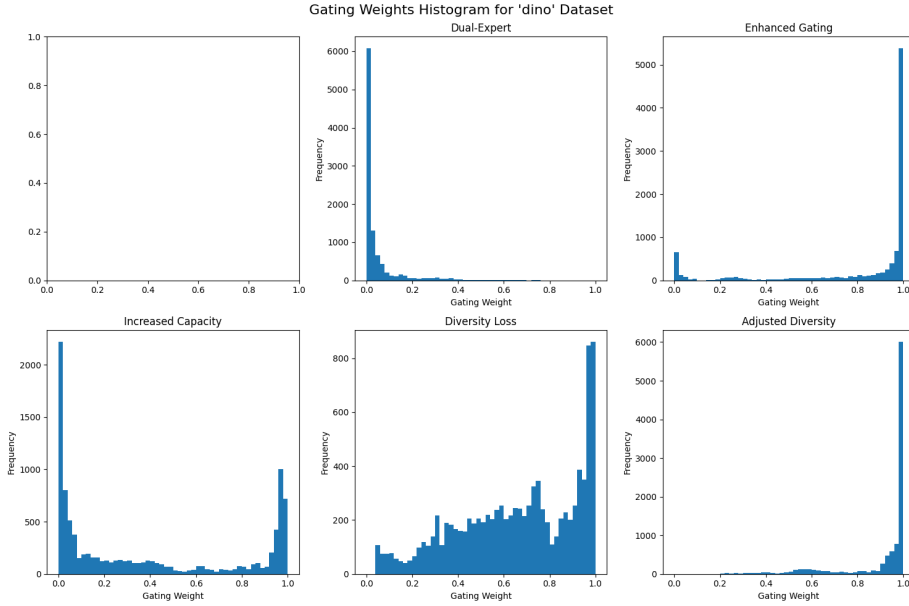 Gating Weights Histogram for 'dino' Dataset
1.0
0.8
0.6
0.4
0.2
0.0
0.0 0.2 0.4 0.6 0.8 1.0
Dual-Expert
Frequency
6000
5000
4000
3000
2000
1000
0
0.0 0.2 0.4 0.6 0.8 1.0
Gating Weight
Enhanced Gating
Frequency
5000
4000
3000
2000
1000
0
0.0 0.2 0.4 0.6 0.8 1.0
Gating Weight
Increased Capacity
Frequency
2000
1500
1000
500
0
0.0 0.2 0.4 0.6 0.8 1.0
Gating Weight
Diversity Loss
Frequency
800
600
400
200
0
0.0 0.2 0.4 0.6 0.8 1.0
Gating Weight
Adjusted Diversity
Frequency
6000
5000
4000
3000
2000
1000
0
0.0 0.2 0.4 0.6 0.8 1.0
Gating Weight